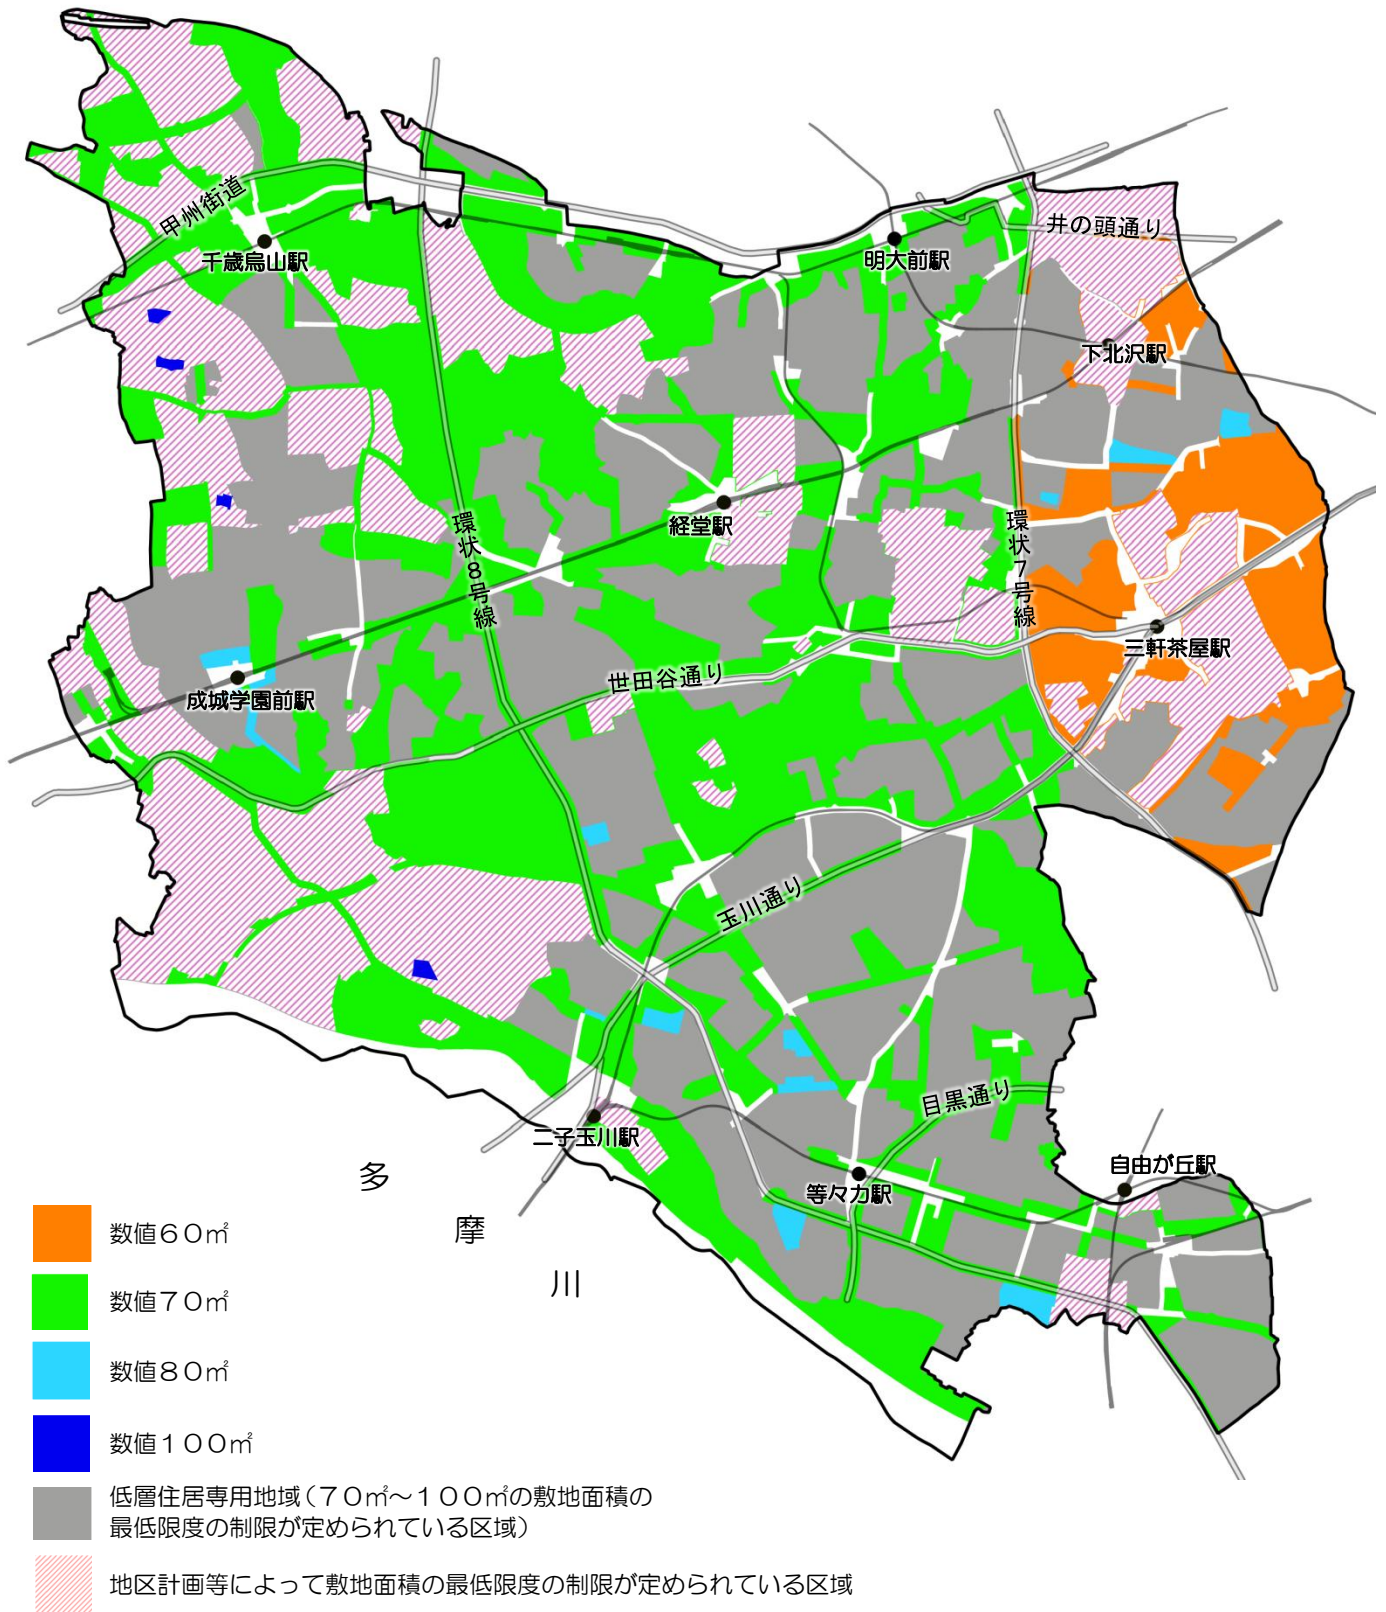 甲州街道
千歳烏山駅
明大前駅
井の頭通り
下北沢駅
経堂駅
環状8号線
環状7号線
三軒茶屋駅
世田谷通り
成城学園前駅
玉川通り
目黒通り
二子玉川駅
等々力駅
自由が丘駅
多
摩
川
数値60㎡
数値70㎡
数値80㎡
数値100㎡
低層住居専用地域(70㎡~100㎡の敷地面積の
最低限度の制限が定められている区域)
地区計画等によって敷地面積の最低限度の制限が定められている区域